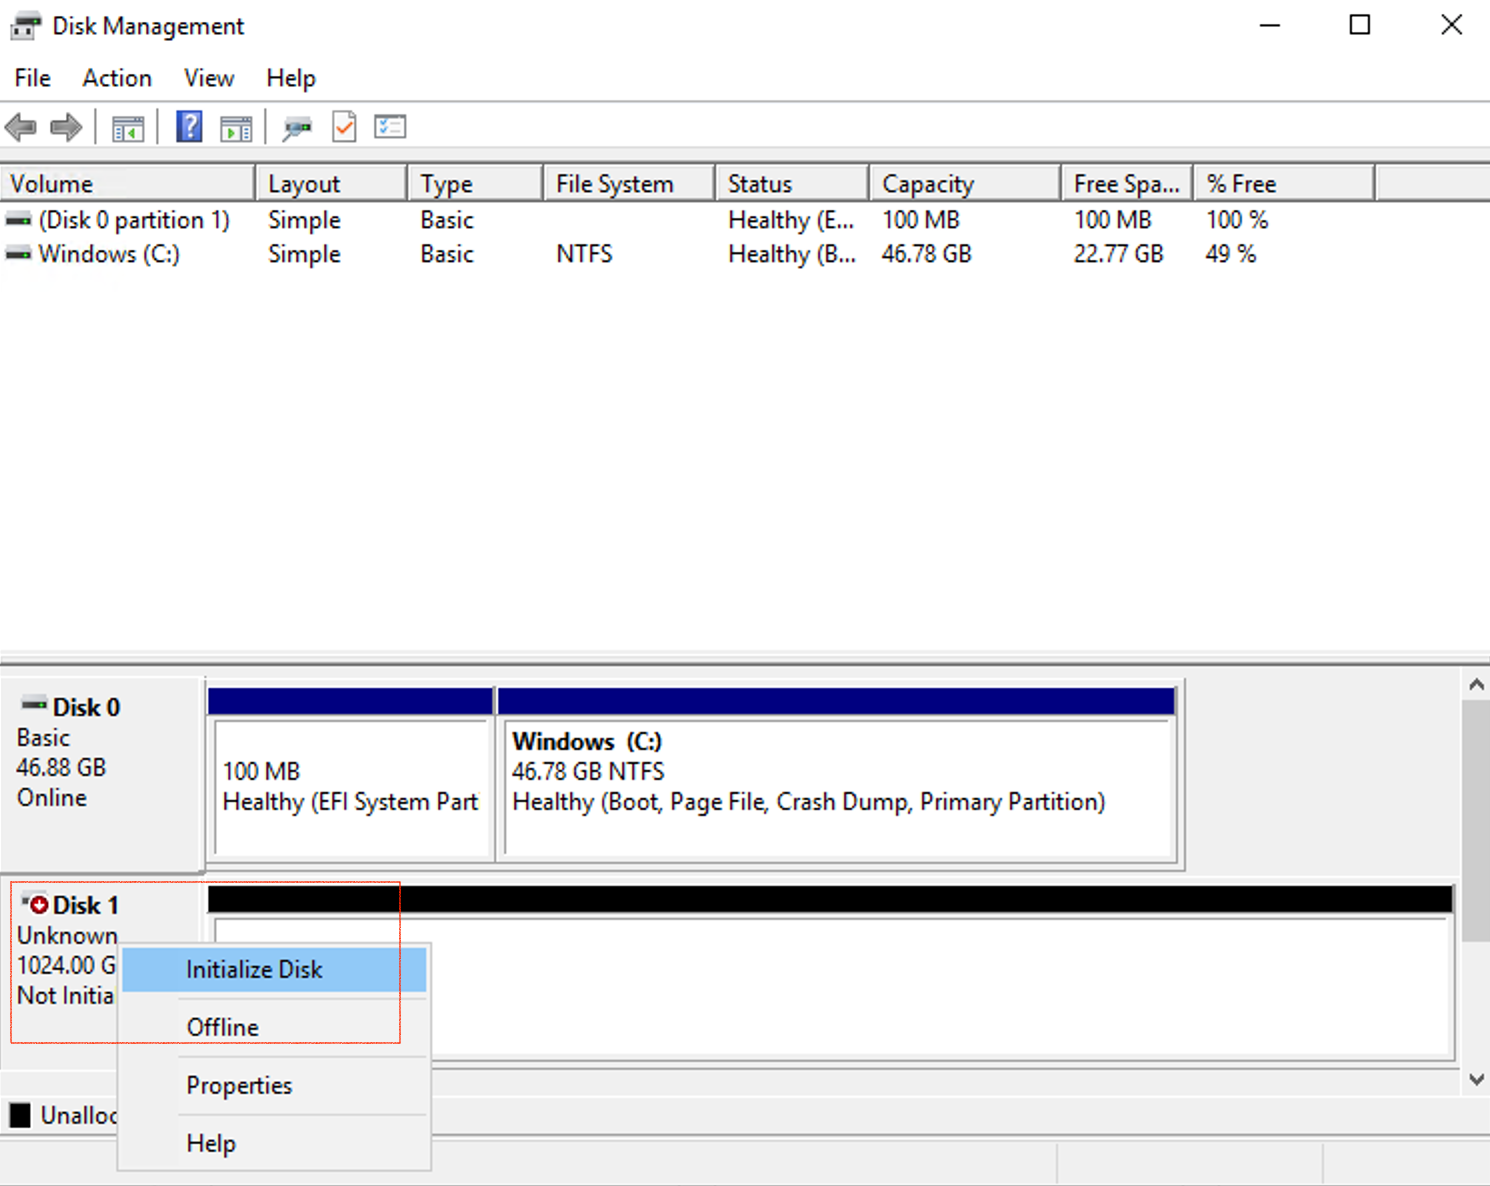 Disk Management
File Action View Help
Volume Layout Type File System Status Capacity Free Spa... % Free
(Disk 0 partition 1) Simple Basic Healthy (E... 100 MB 100 MB 100 %
Windows (C:) Simple Basic NTFS Healthy (B... 46.78 GB 22.77 GB 49 %
Disk 0
Basic
46.88 GB
Online
100 MB
Healthy (EFI System Part
Windows (C:)
46.78 GB NTFS
Healthy (Boot, Page File, Crash Dump, Primary Partition)
Disk 1
Unknown
1024.00 G
Not Initia
Initialize Disk
Offline
Properties
Help
Unalloc